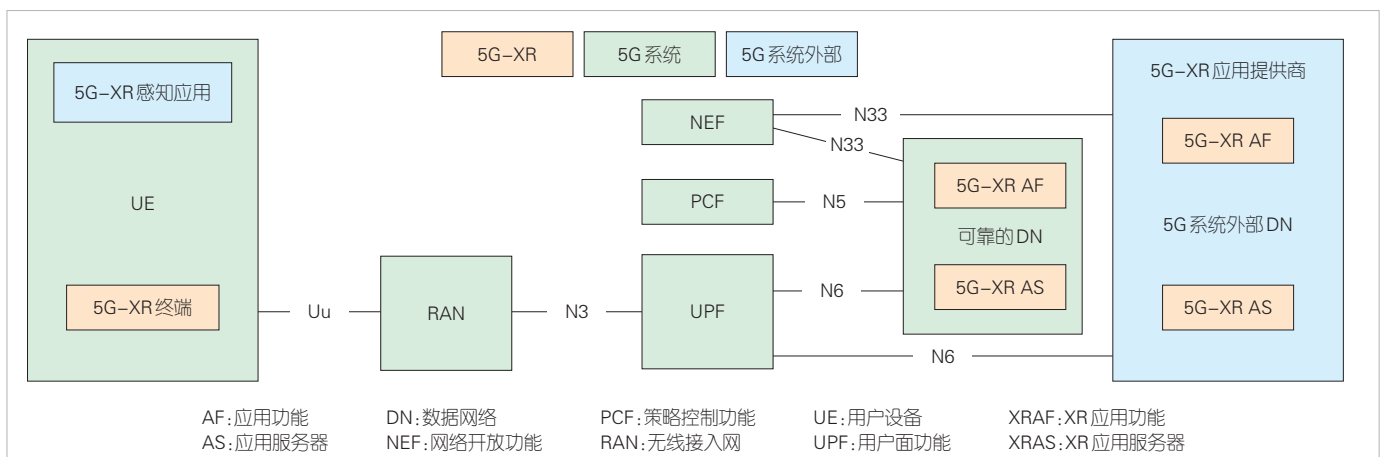 5G-XR
5G系统
5G系统外部
5G-XR感知应用
UE
5G-XR终端
Uu
RAN
N3
NEF
PCF
UPF
N33
N33
N5
N6
N6
5G-XR AF
可靠的DN
5G-XR AS
5G-XR应用提供商
5G-XR AF
5G系统外部DN
5G-XR AS
AF:应用功能 DN:数据网络 PCF:策略控制功能 UE:用户设备 XRAF:XR应用功能
AS:应用服务器 NEF:网络开放功能 RAN:无线接入网 UPF:用户面功能 XRAS:XR应用服务器